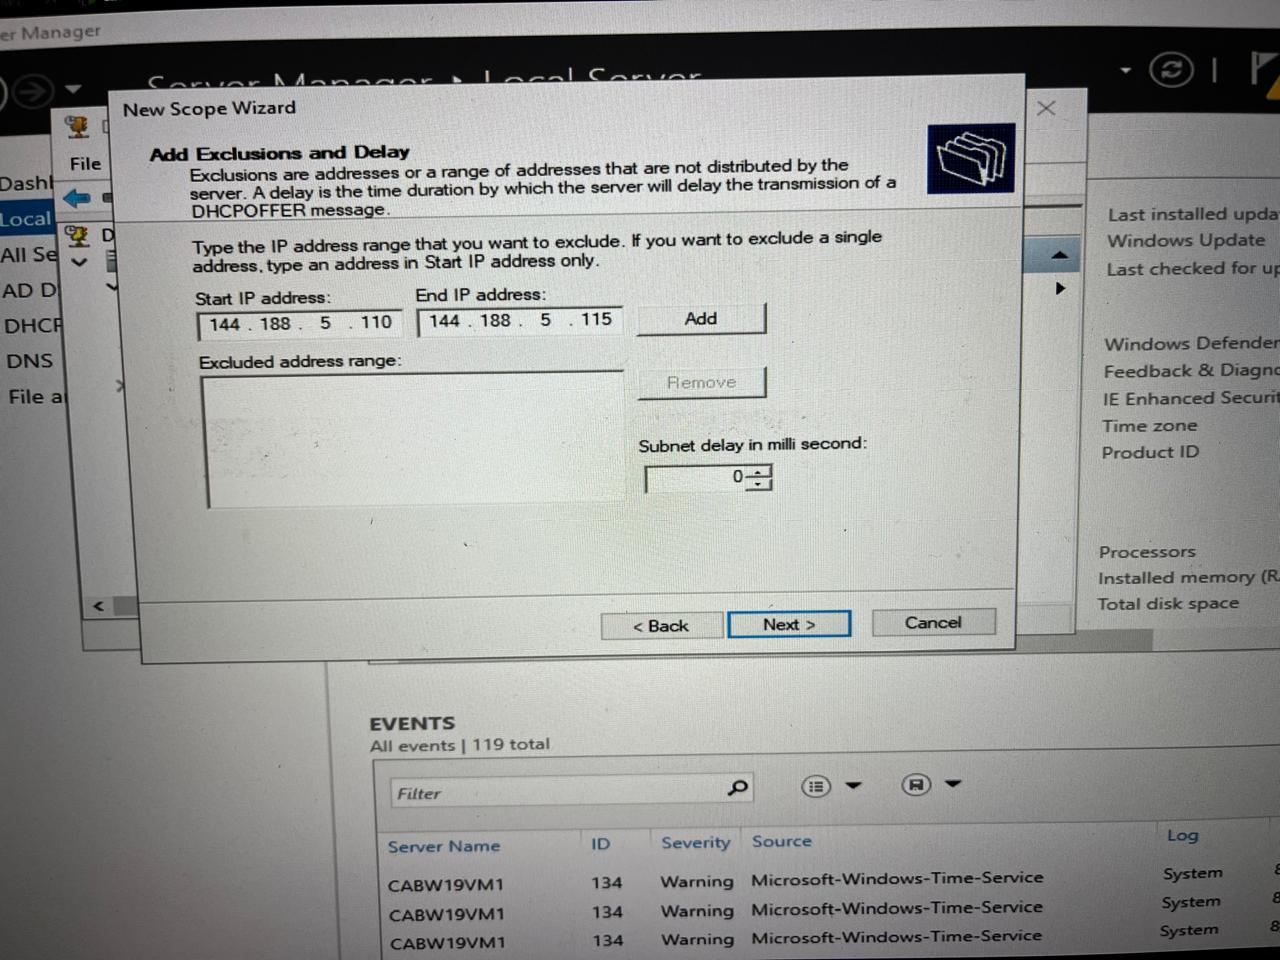 er Manager
New Scope Wizard
Add Exclusions and Delay
Exclusions are addresses or a range of addresses that are not distributed by the
server. A delay is the time duration by which the server will delay the transmission of a
DHCPOFFER message.
Type the IP address range that you want to exclude. If you want to exclude a single
address, type an address in Start IP address only.
Start IP address:
End IP address:
144 . 188 . 5 . 110
144 . 188 . 5 . 115
Add
Excluded address range:
Remove
Subnet delay in milli second:
0
< Back
Next >
Cancel
File
Dashl
Local
All Se
AD D
DHCP
DNS
File a
D
Last installed upda
Windows Update
Last checked for up
Windows Defender
Feedback & Diagno
IE Enhanced Securit
Time zone
Product ID
Processors
Installed memory (R
Total disk space
EVENTS
All events | 119 total
Filter
Server Name ID Severity Source Log
CABW19VM1 134 Warning Microsoft-Windows-Time-Service System 8
CABW19VM1 134 Warning Microsoft-Windows-Time-Service System 8
CABW19VM1 134 Warning Microsoft-Windows-Time-Service System 8